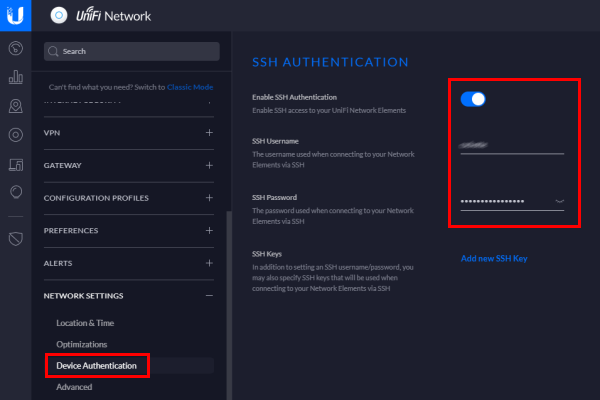 UniFi Network
Search
Can't find what you need? Switch to Classic Mode
VPN
GATEWAY
CONFIGURATION PROFILES
PREFERENCES
ALERTS
NETWORK SETTINGS
Location & Time
Optimizations
Device Authentication
Advanced
SSH AUTHENTICATION
Enable SSH Authentication
Enable SSH access to your UniFi Network Elements
SSH Username
The username used when connecting to your Network
Elements via SSH
SSH Password
The password used when connecting to your Network
Elements via SSH
••••••••••••••••
SSH Keys
In addition to setting an SSH username/password, you
may also specify SSH keys that will be used when
connecting to your Network Elements via SSH
Add new SSH Key